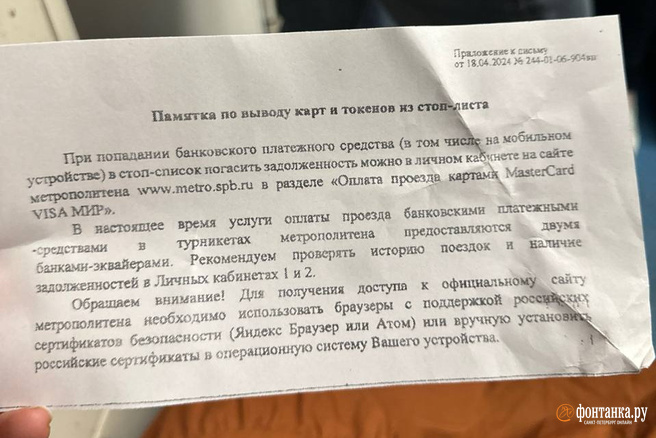 Приложение к письму
от 18.04.2024 № 244-01-06-904вн
Памятка по выводу карт и токенов из стоп-листа
При попадании банковского платежного средства (в том числе на мобильном
устройстве) в стоп-список погасить задолженность можно в личном кабинете на сайте
метрополитена www.metro.spb.ru в разделе «Оплата проезда картами MasterCard
VISA МИР».
В настоящее время услуги оплаты проезда банковскими платежными
-средствами в турникетах метрополитена предоставляются двумя
банками-эквайерами. Рекомендуем проверять историю поездок и наличие
задолженностей в Личных кабинетах 1 и 2.
Обращаем внимание! Для получения доступа к официальному сайту
метрополитена необходимо использовать браузеры с поддержкой российских
сертификатов безопасности (Яндекс Браузер или Атом) или вручную установить
российские сертификаты в операционную систему Вашего устройства.
фонтанка.ру
САНКТ-ПЕТЕРБУРГ ОНЛАЙН